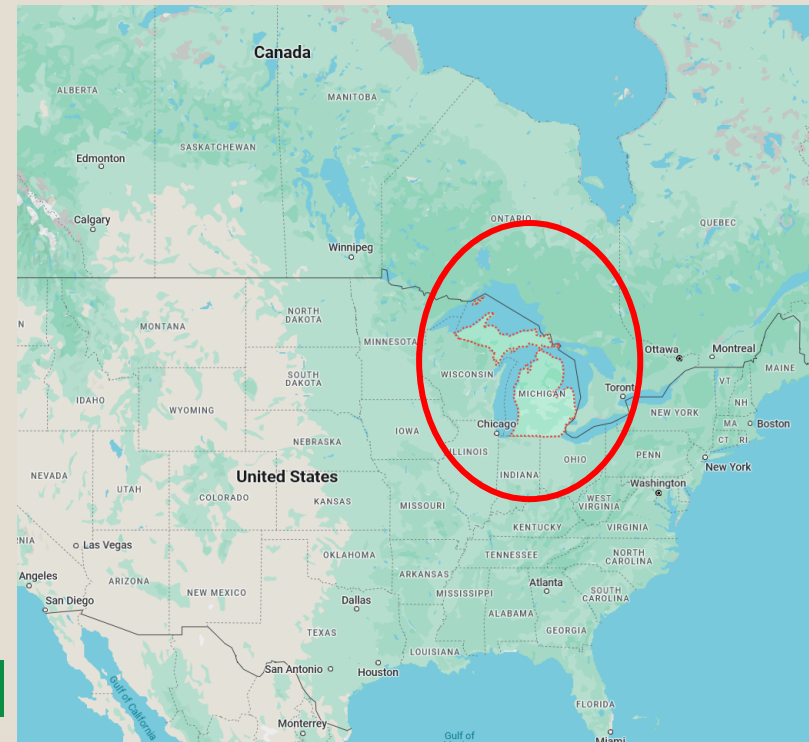 Canada
ALBERTA
MANITOBA
SASKATCHEWAN
Edmonton
Calgary
ONTARIO
QUEBEC
Winnipeg
NORTH
DAKOTA
MONTANA
MINNESOTA
Ottawa
Montreal
N
WISCONSIN
MAINE
SOUTH
DAKOTA
VT
MICHIGAN
Toront
IDAHO
WYOMING
NH
NEW YORK
MA
Boston
Chicago
IOWA
CT
RI
NEBRASKA
ILLINOIS
OHIO
PENN
New York
NEVADA
United States
INDIANA
Washington
UTAH
COLORADO
KANSAS
MISSOURI
WEST
VIRGINIA
KENTUCKY
VIRGINIA
NIA
Las Vegas
OKLAHOMA
TENNESSEE
NORTH
CAROLINA
Angeles
ARIZONA
NEW MEXICO
ARKANSAS
Atlanta
San Diego
Dallas
MISSISSIPPI
SOUTH
CAROLINA
ALABAMA
TEXAS
GEORGIA
LOUISIANA
San Antonio
Houston
Gulf of California
FLORIDA
Monterrey
Gulf of
Miami